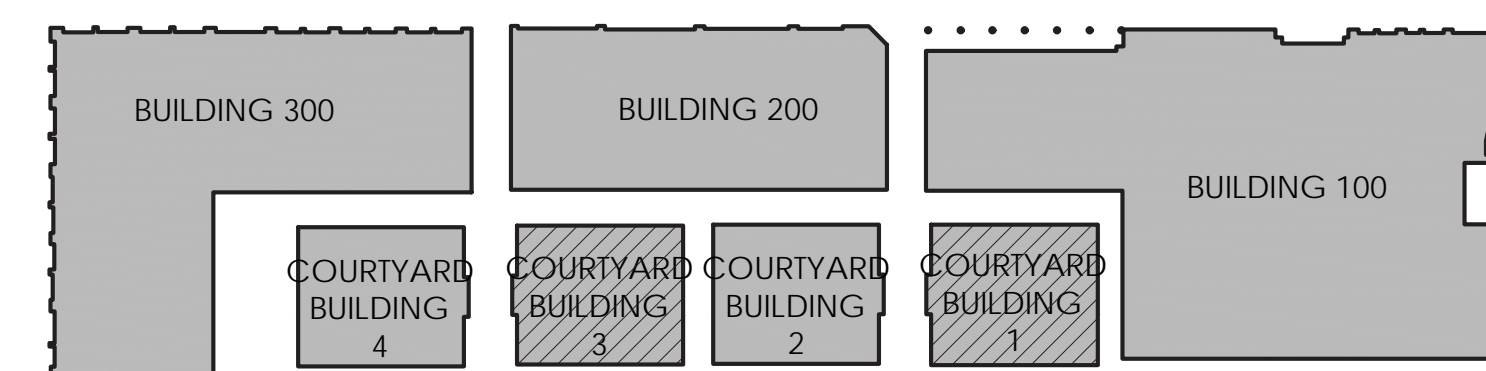 BUILDING 300
BUILDING 200
BUILDING 100
COURTYARD
BUILDING
4
COURTYARD
BUILDING
3
COURTYARD
BUILDING
2
COURTYARD
BUILDING
1